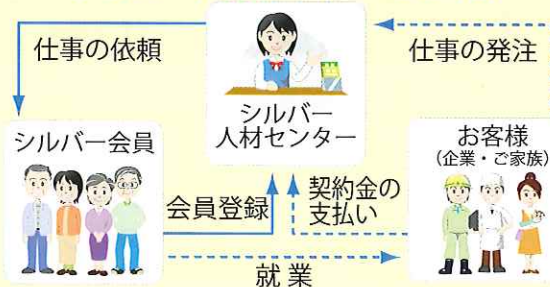 仕事の依頼
仕事の発注
シルバー
人材センター
シルバー会員
お客様
(企業・ご家族)
会員登録
契約金の
支払い
就業